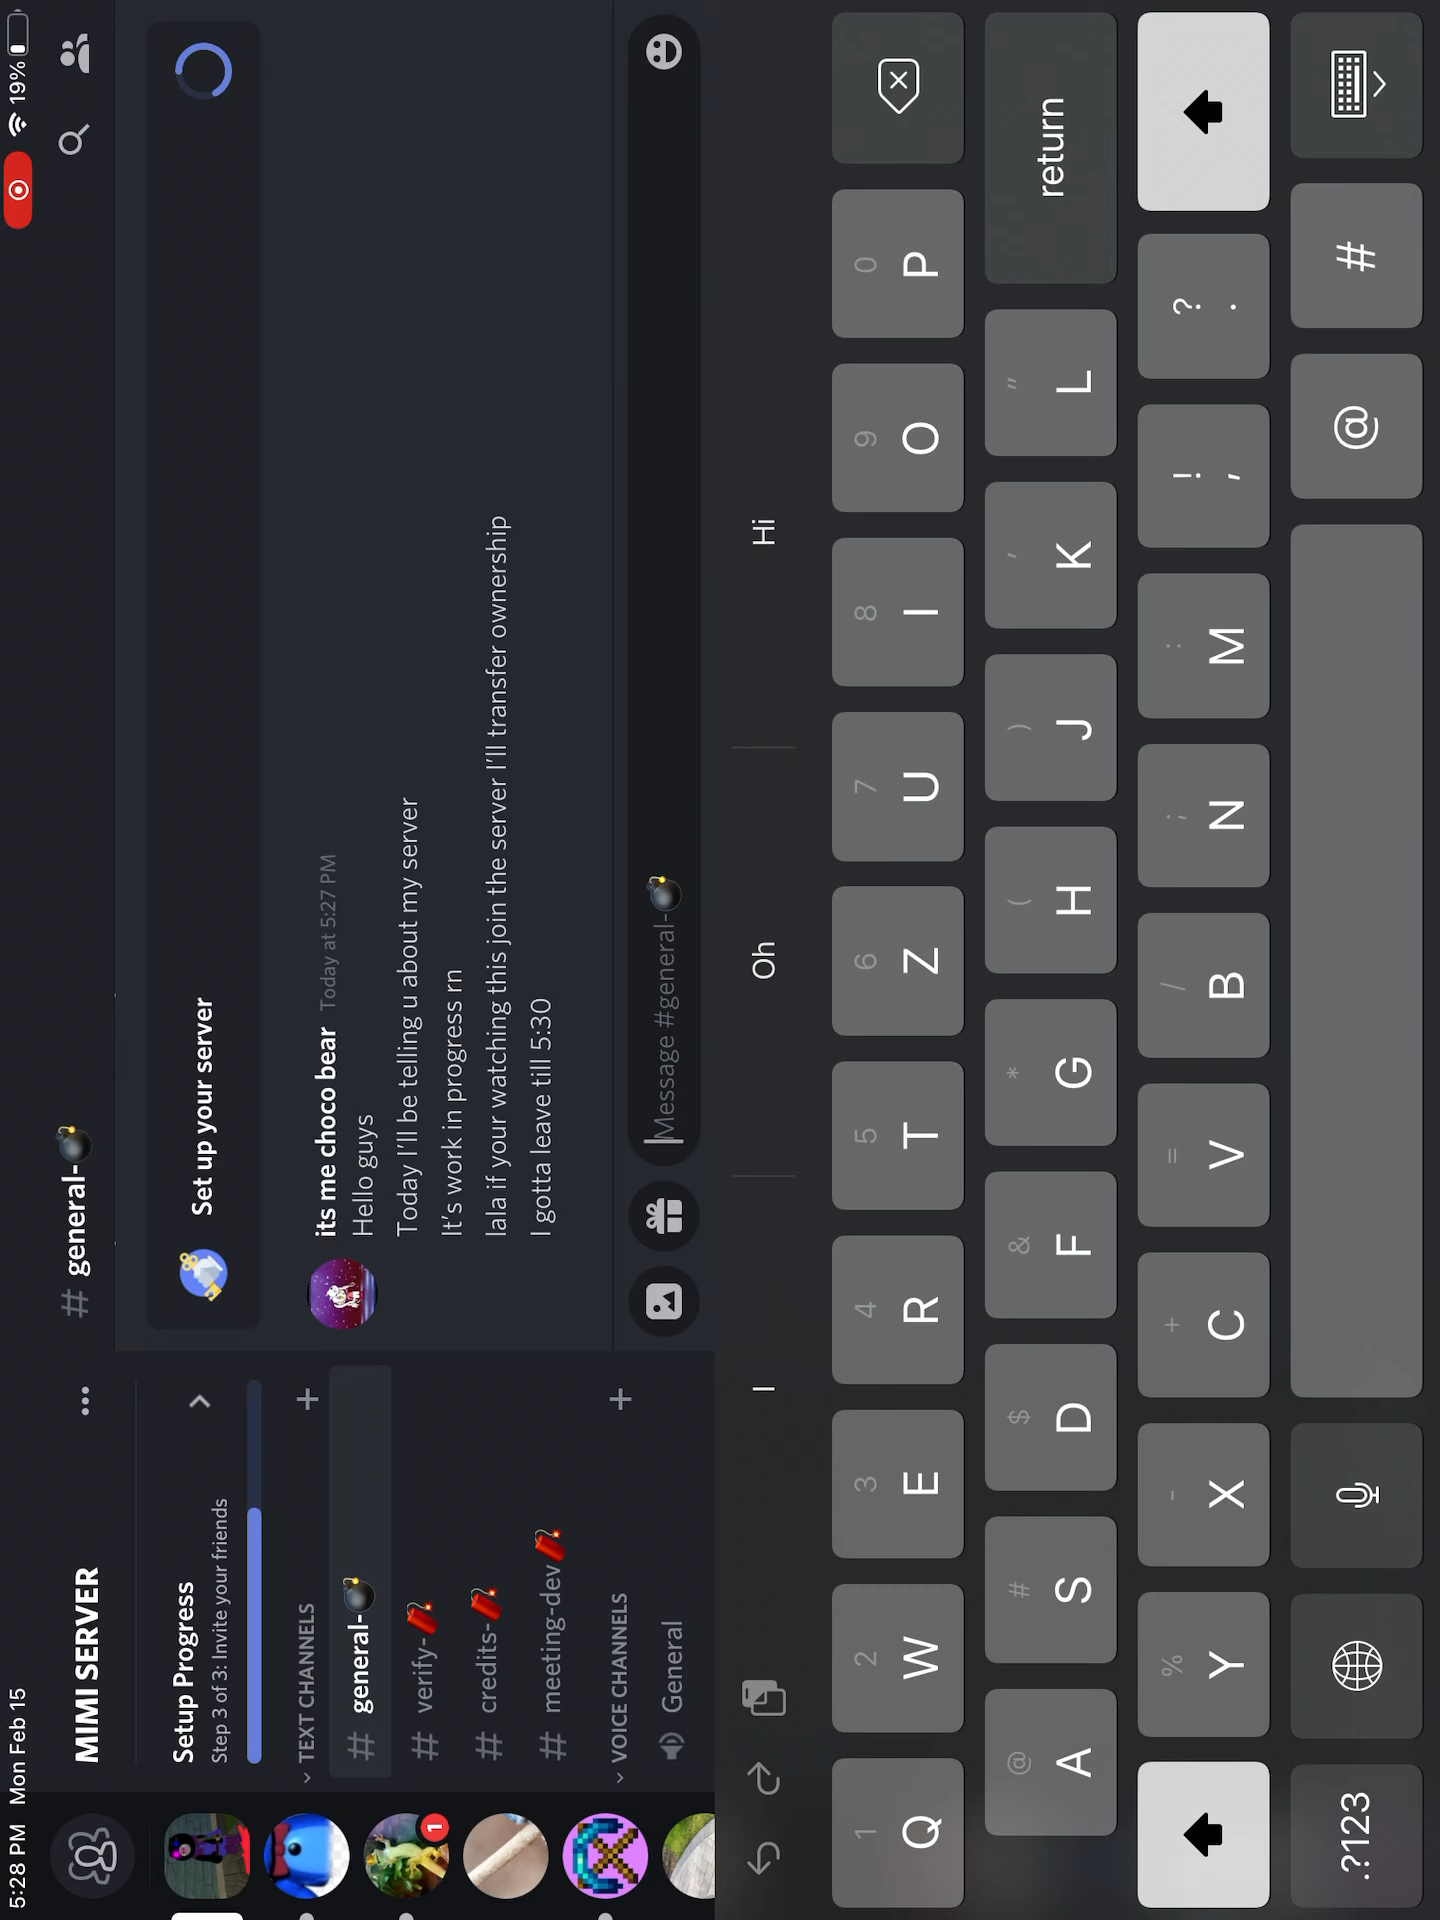 5:28 PM Mon Feb 15
19%
MIMI SERVER
Setup Progress
Step 3 of 3: Invite your friends
TEXT CHANNELS
# general-💣
# verify-🧨
# credits-🧨
# meeting-dev🧨
VOICE CHANNELS
General
1
# general-💣
Set up your server
its me choco bear Today at 5:27 PM
Hello guys
Today I'll be telling u about my server
It's work in progress rn
lala if your watching this join the server I'll transfer ownership
I gotta leave till 5:30
Message #general-💣
I Oh Hi
1 2 3 4 5 6 7 8 9 0
Q W E R T Z U I O P
@ # $ & * ( ) ' "
A S D F G H J K L return
% - + = / ; : ! ?
Y X C V B N M , .
.?123 @ #